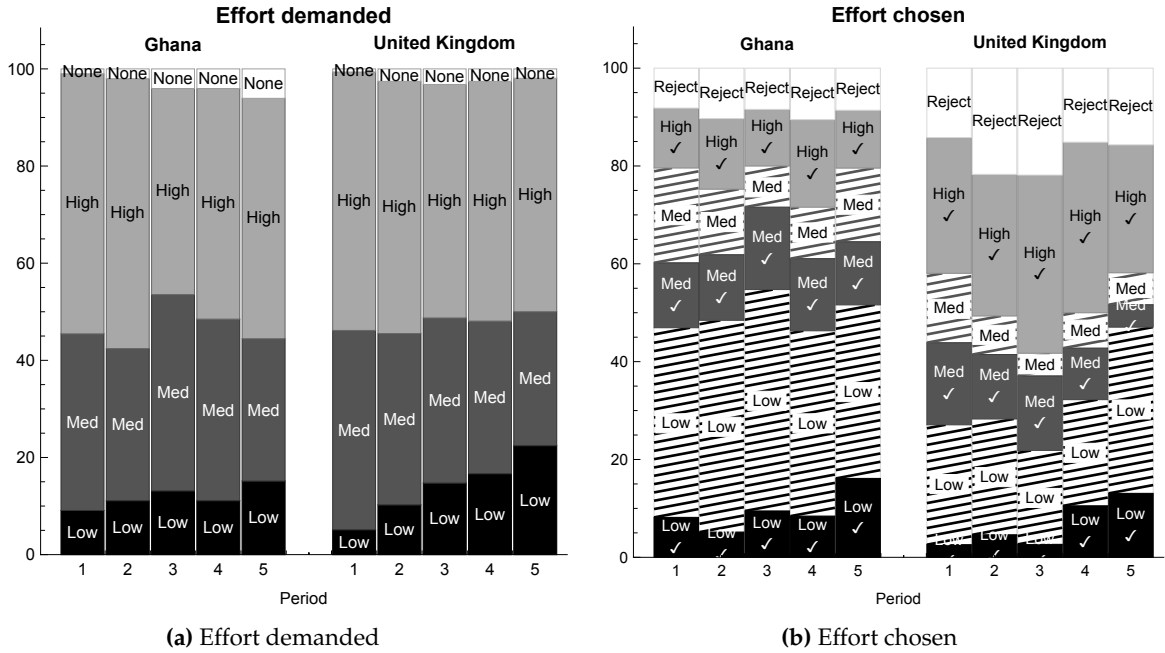 Effort demanded
Ghana
United Kingdom
100
80
60
40
20
0
None None None None None
High High High High High
Med Med Med Med Med
Low Low Low Low Low
None None None None None
High High High High High
Med Med Med Med Med
Low Low Low Low Low
1 2 3 4 5 1 2 3 4 5
Period
(a) Effort demanded
Effort chosen
Ghana
United Kingdom
100
80
60
40
20
0
Reject Reject Reject Reject Reject
High ✓ High ✓ High ✓ High ✓ High ✓
Med Med Med Med Med
Med ✓ Med ✓ Med ✓ Med ✓ Med ✓
Low Low Low Low Low
Low ✓ Low ✓ Low ✓ Low ✓ Low ✓
Reject Reject Reject Reject Reject
High ✓ High ✓ High ✓ High ✓ High ✓
Med Med Med Med Med
Med ✓ Med ✓ Med ✓ Med ✓ Med ✓
Low Low Low Low Low
Low ✓ Low ✓ Low ✓ Low ✓ Low ✓
1 2 3 4 5 1 2 3 4 5
Period
(b) Effort chosen